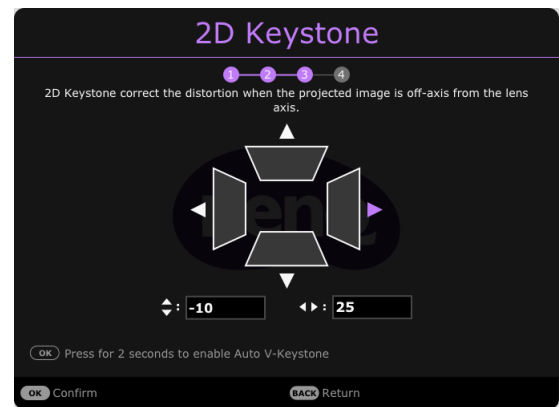 2D Keystone
1 2 3 4
2D Keystone correct the distortion when the projected image is off-axis from the lens
axis.
BenQ
: -10 : 25
OK Press for 2 seconds to enable Auto V-Keystone
OK Confirm BACK Return